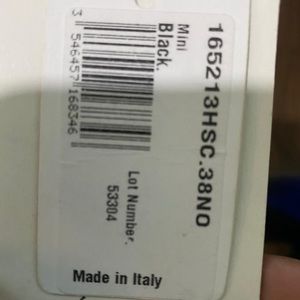 165213HSC.38NO
Mini
Black.
3 546457 168346
Lot Number.
53304
Made in Italy